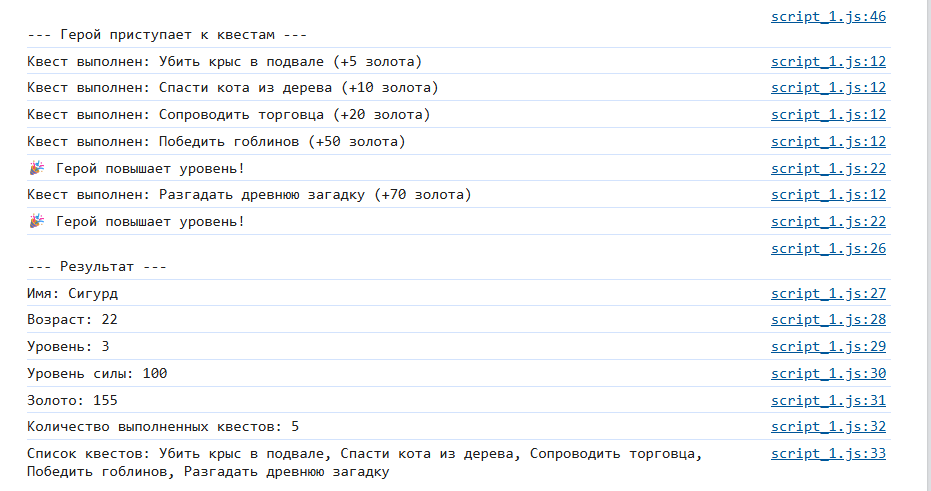 script_1.js:46
--- Герой приступает к квестам ---
Квест выполнен: Убить крыс в подвале (+5 золота) script_1.js:12
Квест выполнен: Спасти кота из дерева (+10 золота) script_1.js:12
Квест выполнен: Сопроводить торговца (+20 золота) script_1.js:12
Квест выполнен: Победить гоблинов (+50 золота) script_1.js:12
🎉 Герой повышает уровень! script_1.js:22
Квест выполнен: Разгадать древнюю загадку (+70 золота) script_1.js:12
🎉 Герой повышает уровень! script_1.js:22
script_1.js:26
--- Результат ---
Имя: Сигурд script_1.js:27
Возраст: 22 script_1.js:28
Уровень: 3 script_1.js:29
Уровень силы: 100 script_1.js:30
Золото: 155 script_1.js:31
Количество выполненных квестов: 5 script_1.js:32
Список квестов: Убить крыс в подвале, Спасти кота из дерева, Сопроводить торговца, script_1.js:33
Победить гоблинов, Разгадать древнюю загадку